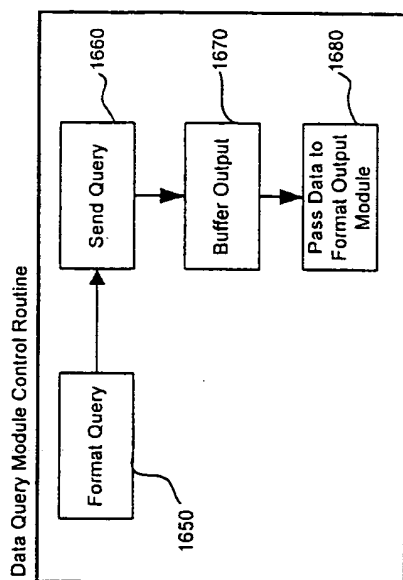 Data Query Module Control Routine
Format Query
1650
Send Query
1660
Buffer Output
1670
Pass Data to
Format Output
Module
1680